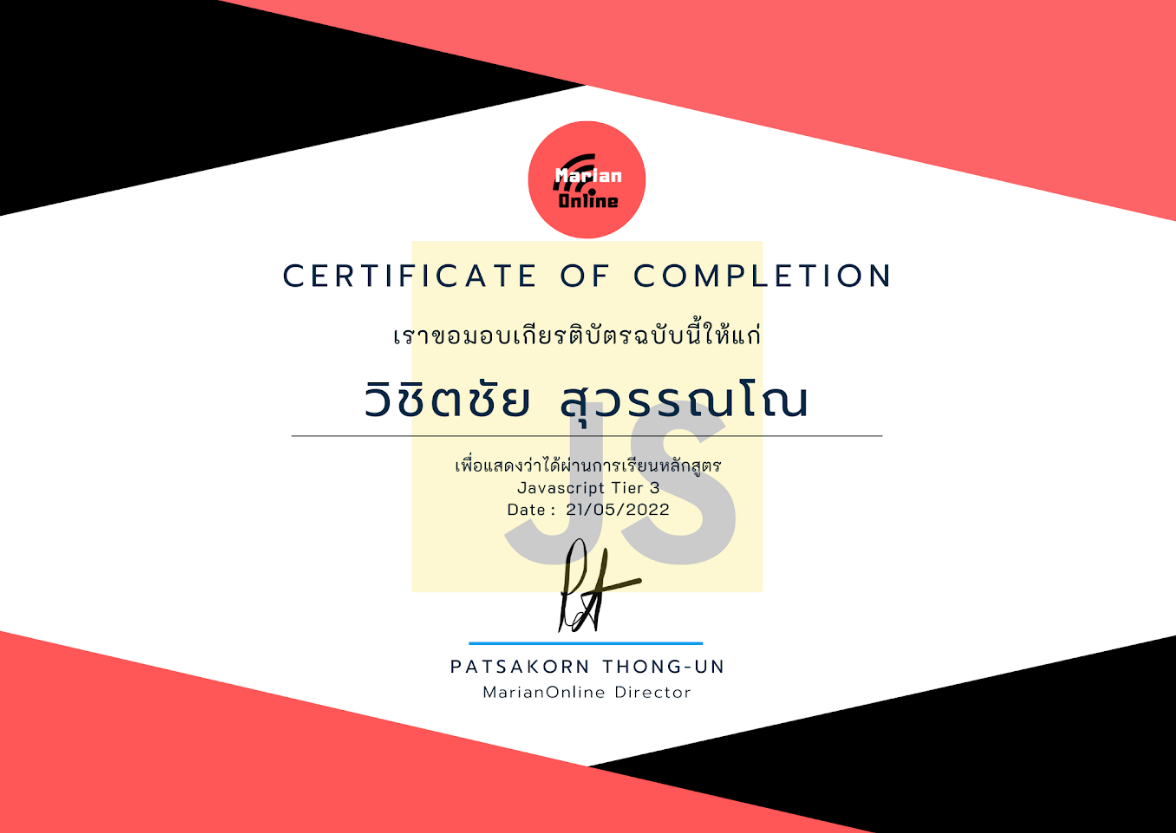 Marian
Online
CERTIFICATE OF COMPLETION
เราขอมอบเกียรติบัตรฉบับนี้ให้แก่
วิชิตชัย สุวรรณโณ
เพื่อแสดงว่าได้ผ่านการเรียนหลักสูตร
Javascript Tier 3
Date : 21/05/2022
JS
PATSAKORN THONG-UN
MarianOnline Director